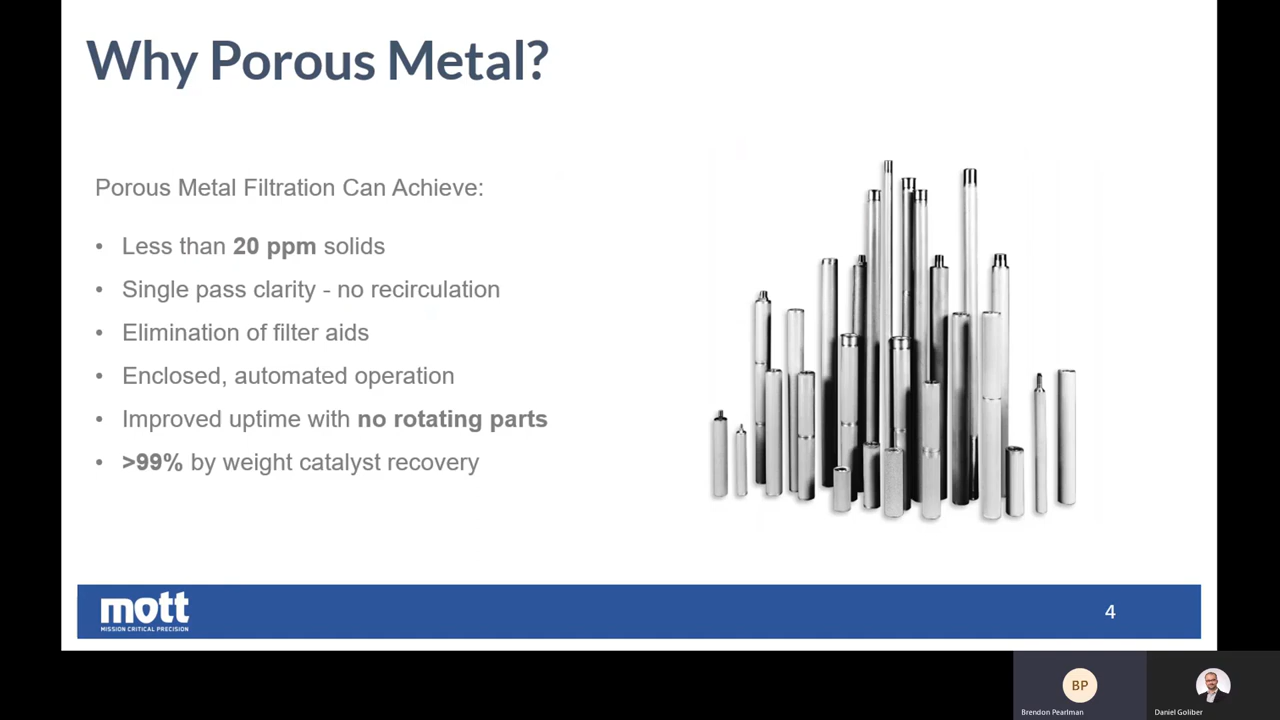 Why Porous Metal?
Porous Metal Filtration Can Achieve:
• Less than 20 ppm solids
• Single pass clarity - no recirculation
• Elimination of filter aids
• Enclosed, automated operation
• Improved uptime with no rotating parts
• >99% by weight catalyst recovery
mott
MISSION CRITICAL PRECISION
4
BP
Brendon Pearlman
Daniel Goliber